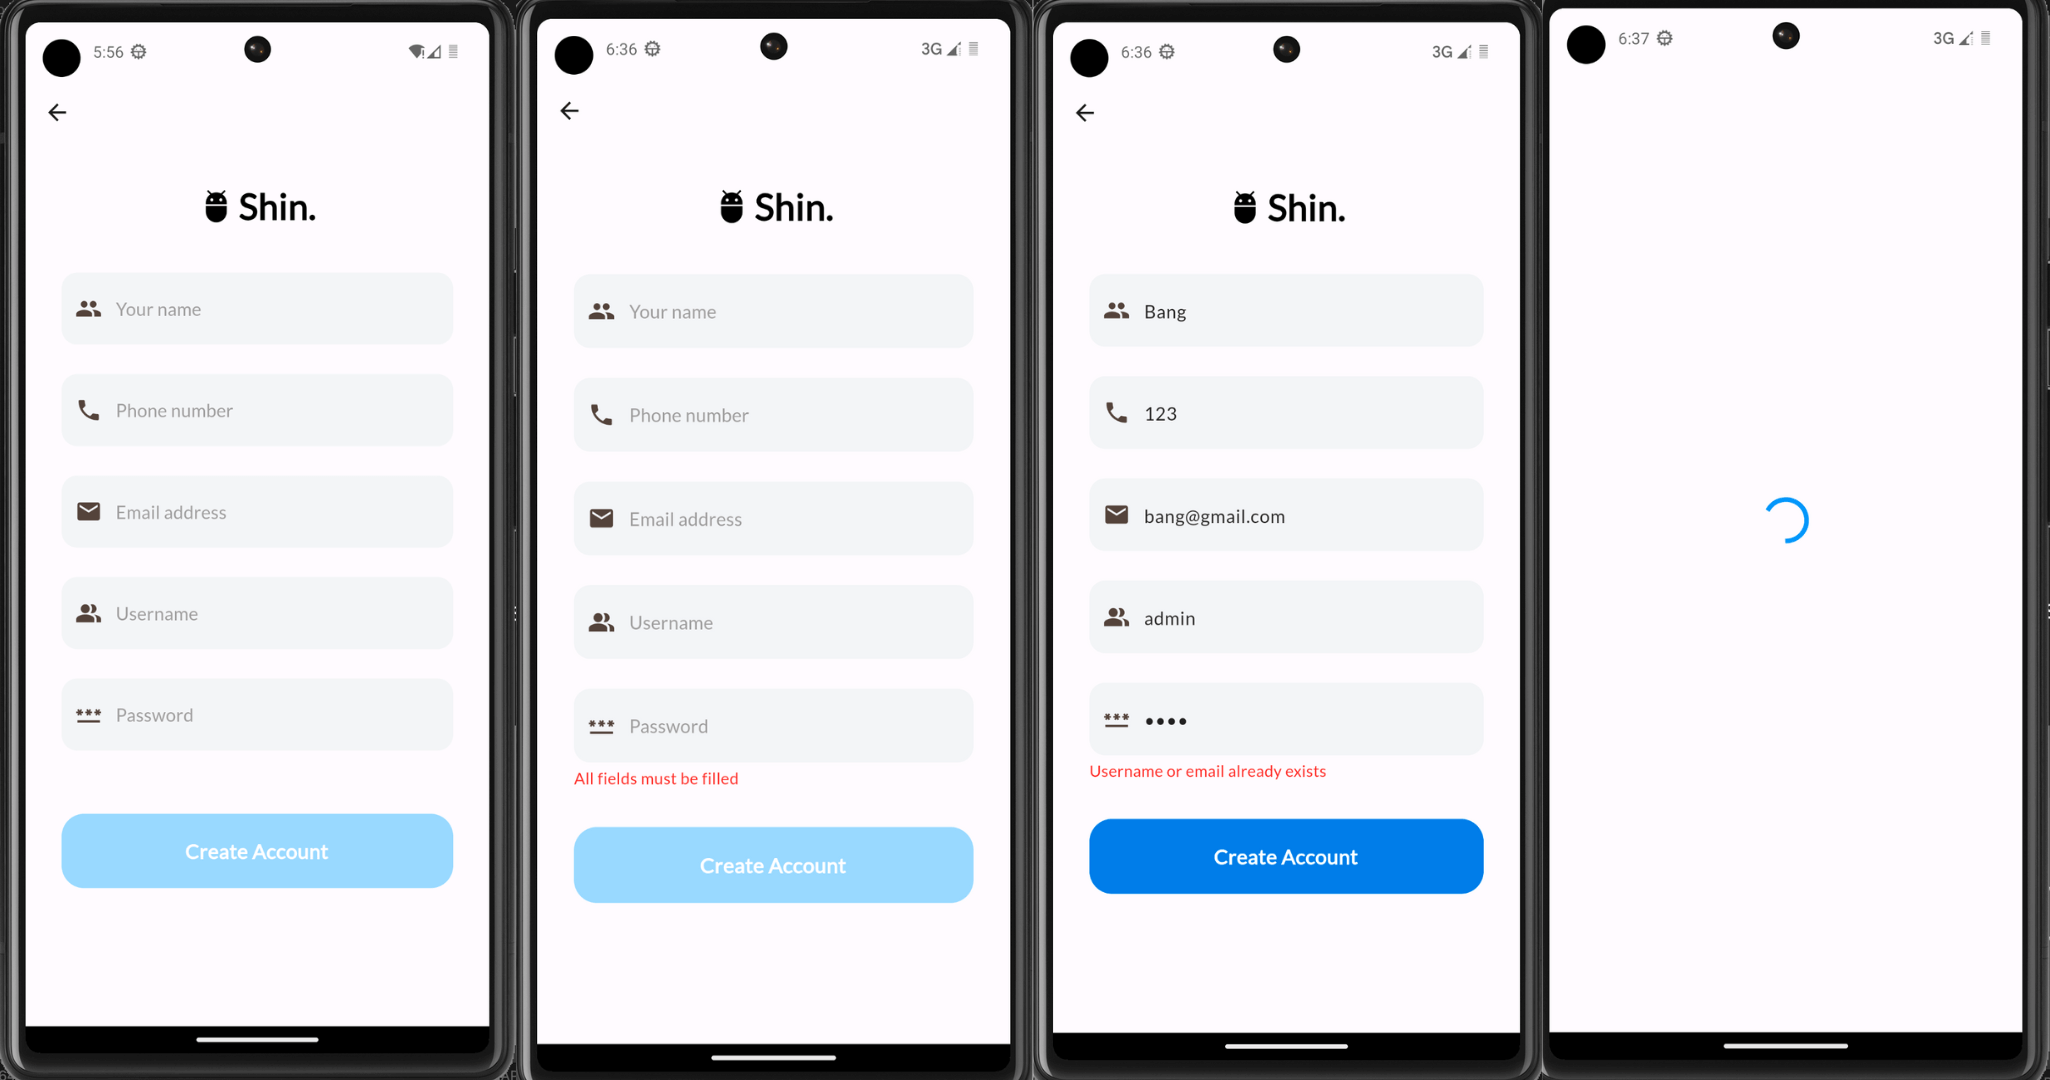 5:56
Shin.
Your name
Phone number
Email address
Username
Password
Create Account
6:36 3G
Shin.
Your name
Phone number
Email address
Username
Password
All fields must be filled
Create Account
6:36 3G
Shin.
Bang
123
bang@gmail.com
admin
••••
Username or email already exists
Create Account
6:37 3G